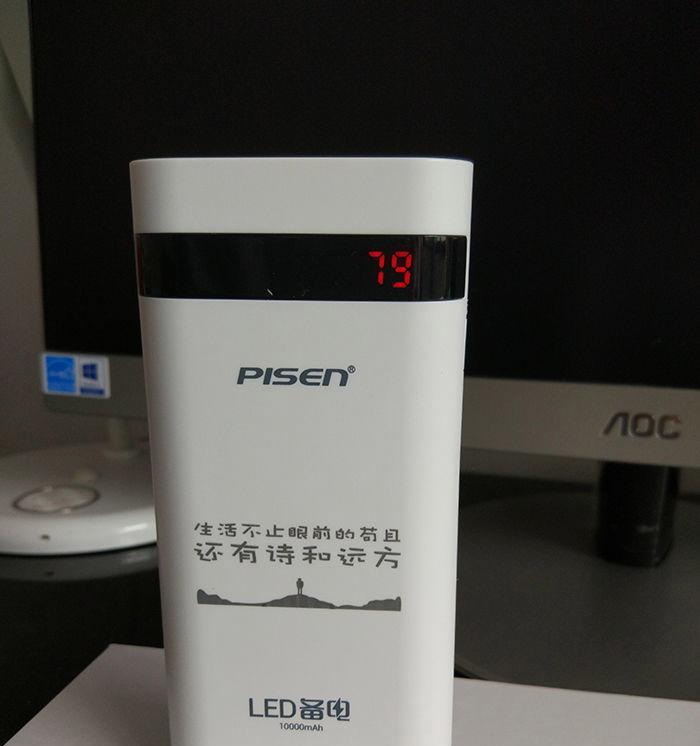 79
PISEN®
AOC
生活不止眼前的苟且
还有诗和远方
LED备电
10000mAh